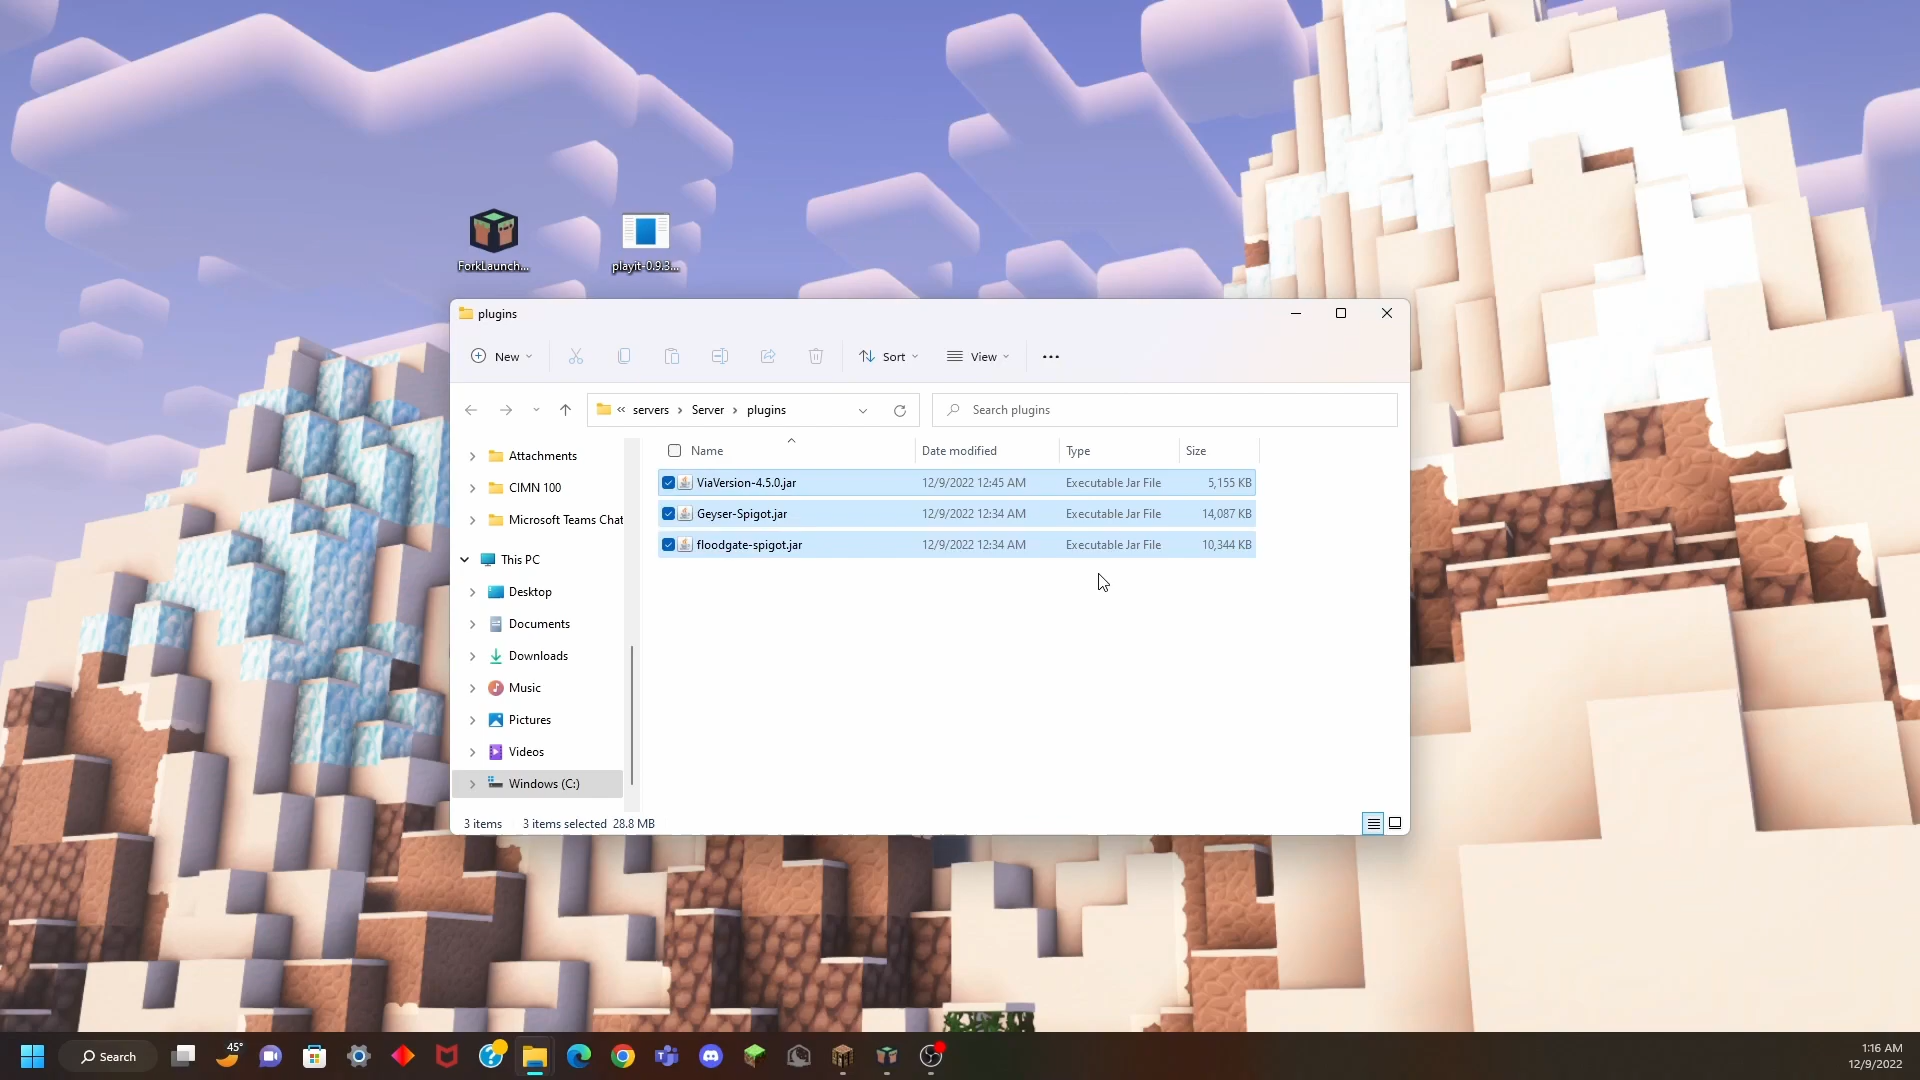 ForkLaunch...
playit-0.9.3...
plugins
New
Sort
View
servers
Server
plugins
Search plugins
Attachments
CIMN 100
Microsoft Teams Chat
This PC
Desktop
Documents
Downloads
Music
Pictures
Videos
Windows (C:)
Name Date modified Type Size
ViaVersion-4.5.0.jar 12/9/2022 12:45 AM Executable Jar File 5,155 KB
Geyser-Spigot.jar 12/9/2022 12:34 AM Executable Jar File 14,087 KB
floodgate-spigot.jar 12/9/2022 12:34 AM Executable Jar File 10,344 KB
3 items 3 items selected 28.8 MB
Search
45°
1:16 AM
12/9/2022